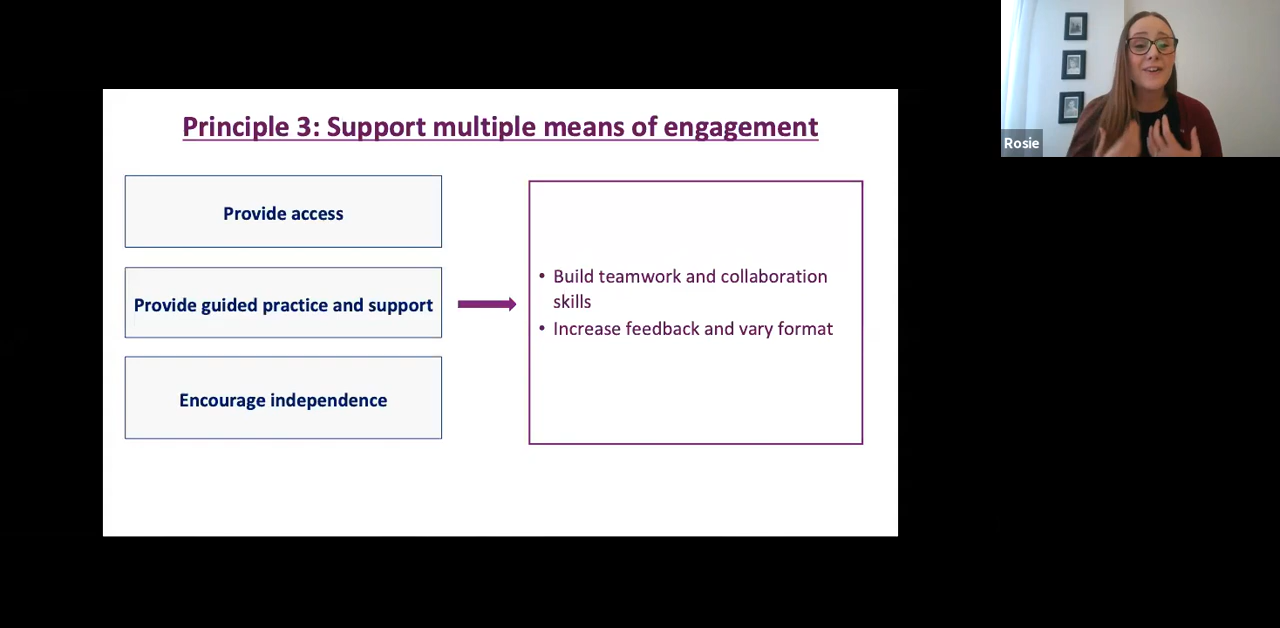 Principle 3: Support multiple means of engagement
Provide access
Provide guided practice and support
Encourage independence
• Build teamwork and collaboration
skills
• Increase feedback and vary format
Rosie